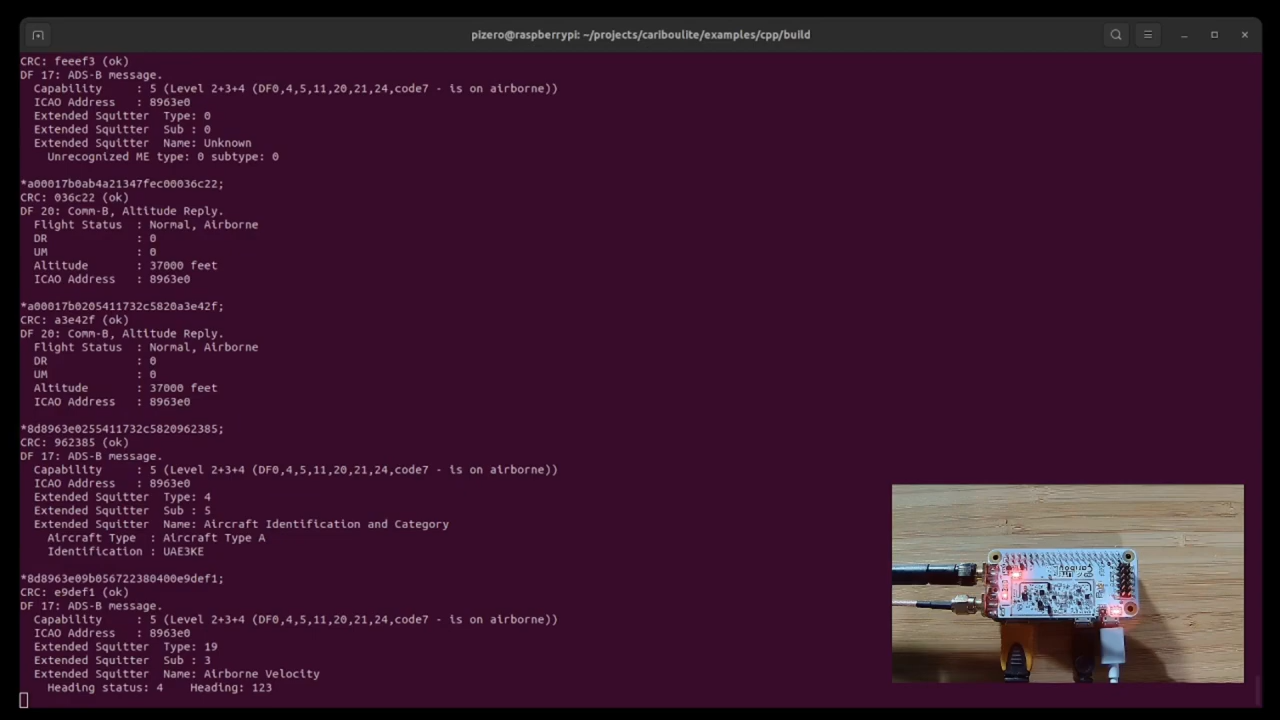 pizero@raspberrypi: ~/projects/cariboulite/examples/cpp/build
CRC: feeef3 (ok)
DF 17: ADS-B message.
Capability : 5 (Level 2+3+4 (DF0,4,5,11,20,21,24,code7 - is on airborne))
ICAO Address : 8963e0
Extended Squitter Type: 0
Extended Squitter Sub : 0
Extended Squitter Name: Unknown
Unrecognized ME type: 0 subtype: 0
*a00017b0ab4a21347fec00036c22;
CRC: 036c22 (ok)
DF 20: Comm-B, Altitude Reply.
Flight Status : Normal, Airborne
DR : 0
UM : 0
Altitude : 37000 feet
ICAO Address : 8963e0
*a00017b0205411732c5820a3e42f;
CRC: a3e42f (ok)
DF 20: Comm-B, Altitude Reply.
Flight Status : Normal, Airborne
DR : 0
UM : 0
Altitude : 37000 feet
ICAO Address : 8963e0
*8d8963e0255411732c5820962385;
CRC: 962385 (ok)
DF 17: ADS-B message.
Capability : 5 (Level 2+3+4 (DF0,4,5,11,20,21,24,code7 - is on airborne))
ICAO Address : 8963e0
Extended Squitter Type: 4
Extended Squitter Sub : 5
Extended Squitter Name: Aircraft Identification and Category
Aircraft Type : Aircraft Type A
Identification : UAE3KE
*8d8963e09b056722380400e9def1;
CRC: e9def1 (ok)
DF 17: ADS-B message.
Capability : 5 (Level 2+3+4 (DF0,4,5,11,20,21,24,code7 - is on airborne))
ICAO Address : 8963e0
Extended Squitter Type: 19
Extended Squitter Sub : 3
Extended Squitter Name: Airborne Velocity
Heading status: 4 Heading: 123
Caribou